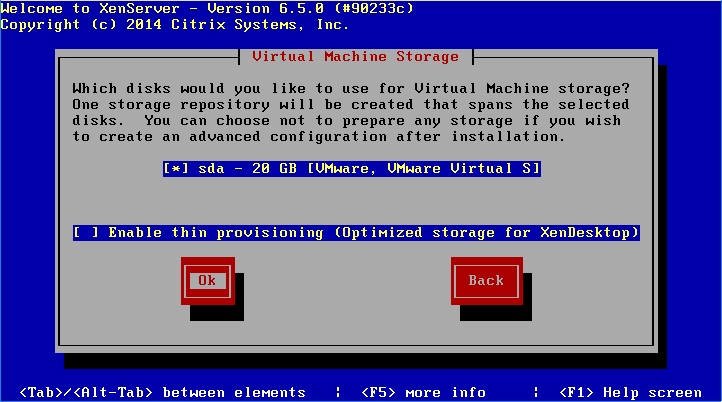 Welcome to XenServer - Version 6.5.0 (#90233c)
Copyright (c) 2014 Citrix Systems, Inc.
Virtual Machine Storage
Which disks would you like to use for Virtual Machine storage?
One storage repository will be created that spans the selected
disks.  You can choose not to prepare any storage if you wish
to create an advanced configuration after installation.
[*] sda - 20 GB [VMware, VMware Virtual S]
[ ] Enable thin provisioning (Optimized storage for XenDesktop)
Ok Back
<Tab>/<Alt-Tab> between elements | <F5> more info | <F1> Help screen